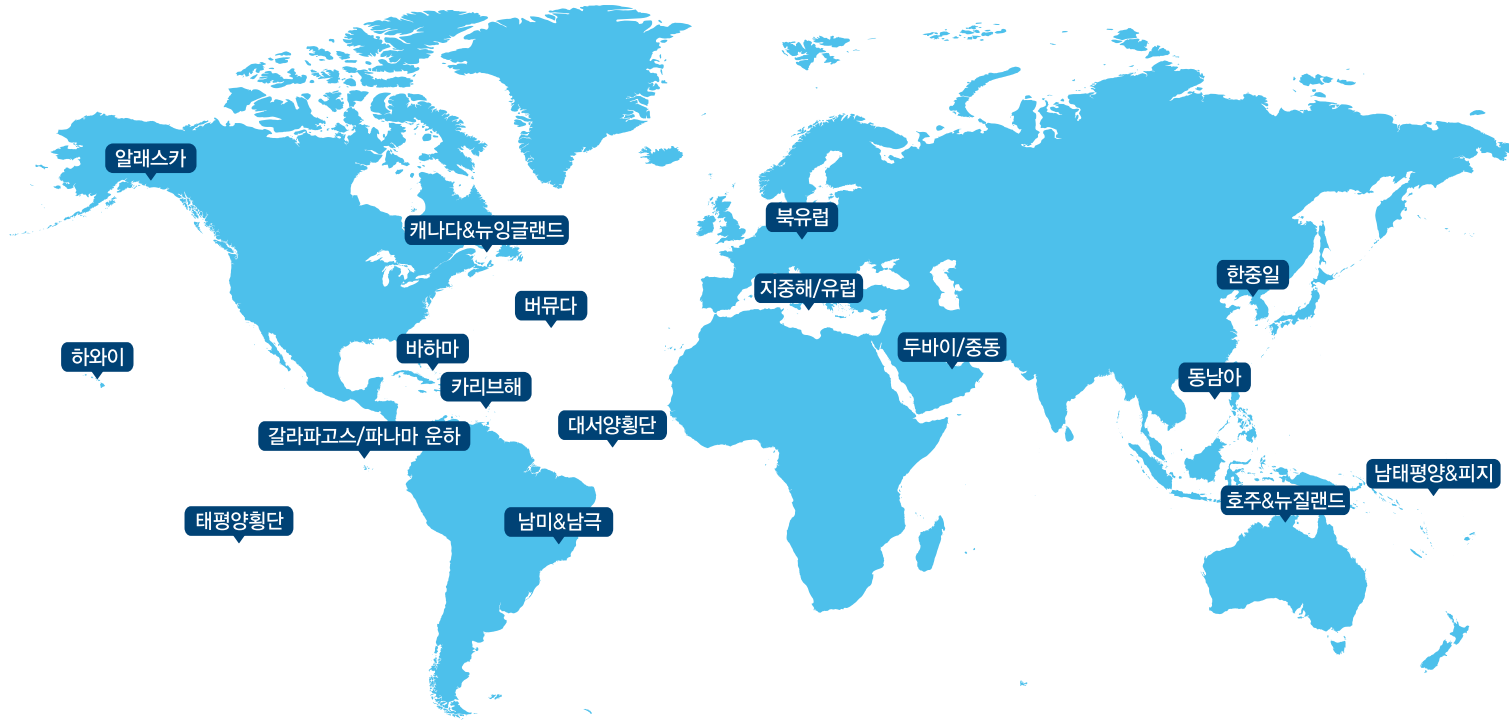 알래스카
캐나다&뉴잉글랜드
북유럽
한중일
지중해/유럽
버뮤다
하와이
바하마
두바이/중동
동남아
카리브해
대서양횡단
갈라파고스/파나마 운하
남태평양&피지
호주&뉴질랜드
태평양횡단
남미&남극